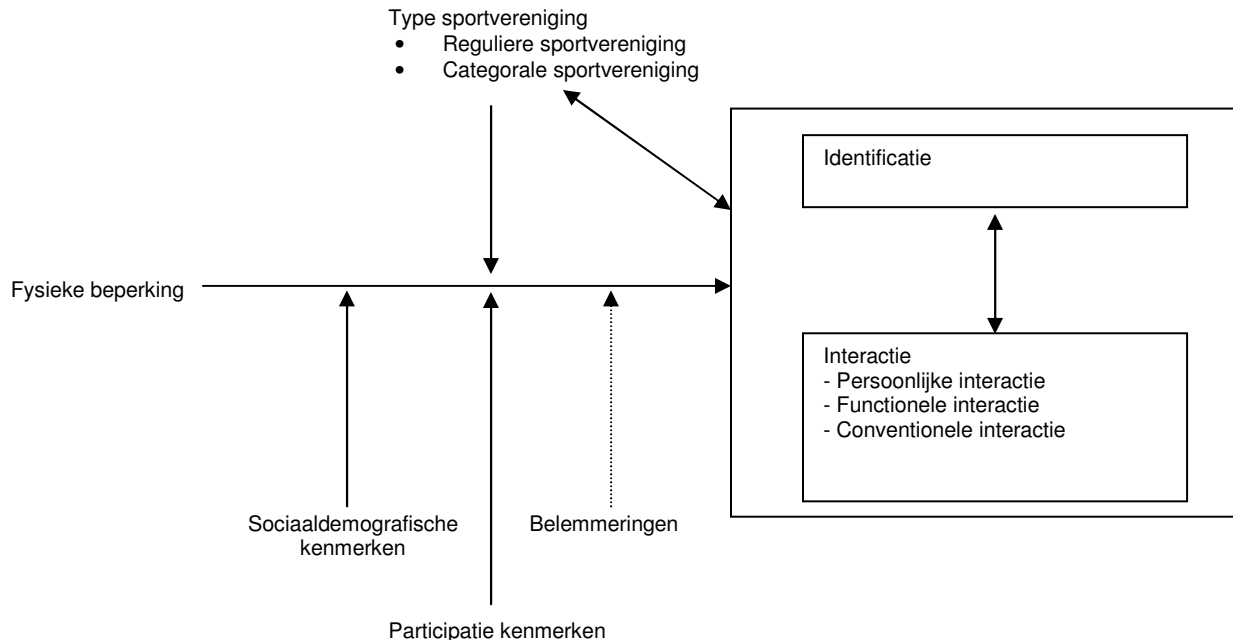 Type sportvereniging
• Reguliere sportvereniging
• Categorale sportvereniging
Identificatie
Fysieke beperking
Interactie
- Persoonlijke interactie
- Functionele interactie
- Conventionele interactie
Sociaaldemografische
kenmerken
Belemmeringen
Participatie kenmerken